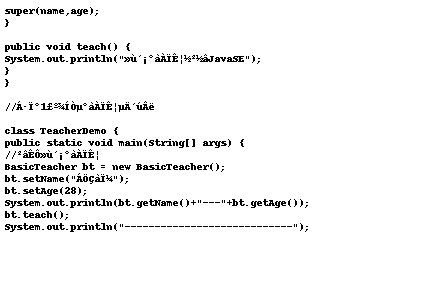 super(name,age);
}
public void teach() {
System.out.println("»ù´¡°àÀÏÊ¦½²½âJavaSE");
}
}
//Á·Ï°1£º¾ÍÒµ°àÀÏÊ¦µÄ´úÂë
class TeacherDemo {
public static void main(String[] args) {
//²âÊÔ»ù´¡°àÀÏÊ¦
BasicTeacher bt = new BasicTeacher();
bt.setName("ÁõÒâÏ¼");
bt.setAge(28);
System.out.println(bt.getName()+"---"+bt.getAge());
bt.teach();
System.out.println("----------------------------");